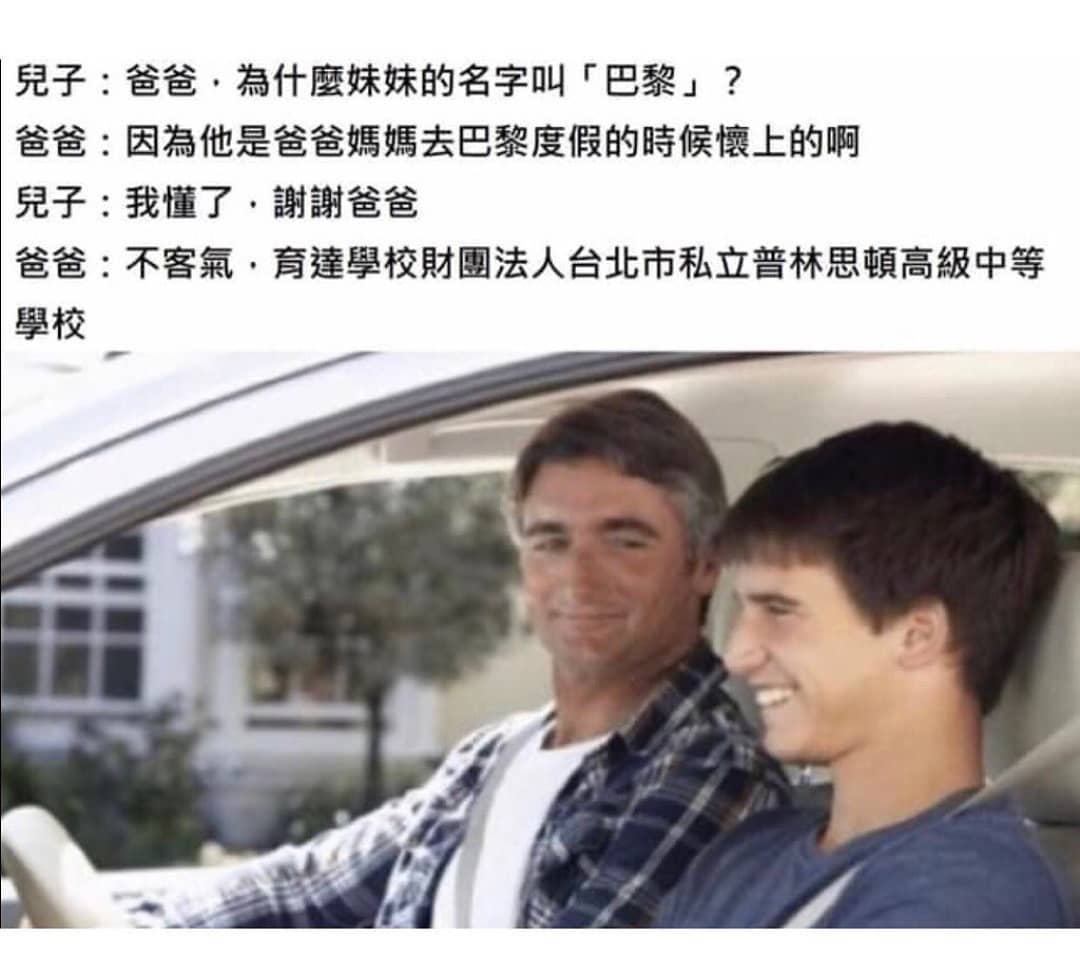 兒子：爸爸，為什麼妹妹的名字叫「巴黎」？
爸爸：因為他是爸爸媽媽去巴黎度假的時候懷上的啊
兒子：我懂了，謝謝爸爸
爸爸：不客氣，育達學校財團法人台北市私立普林思頓高級中等
學校